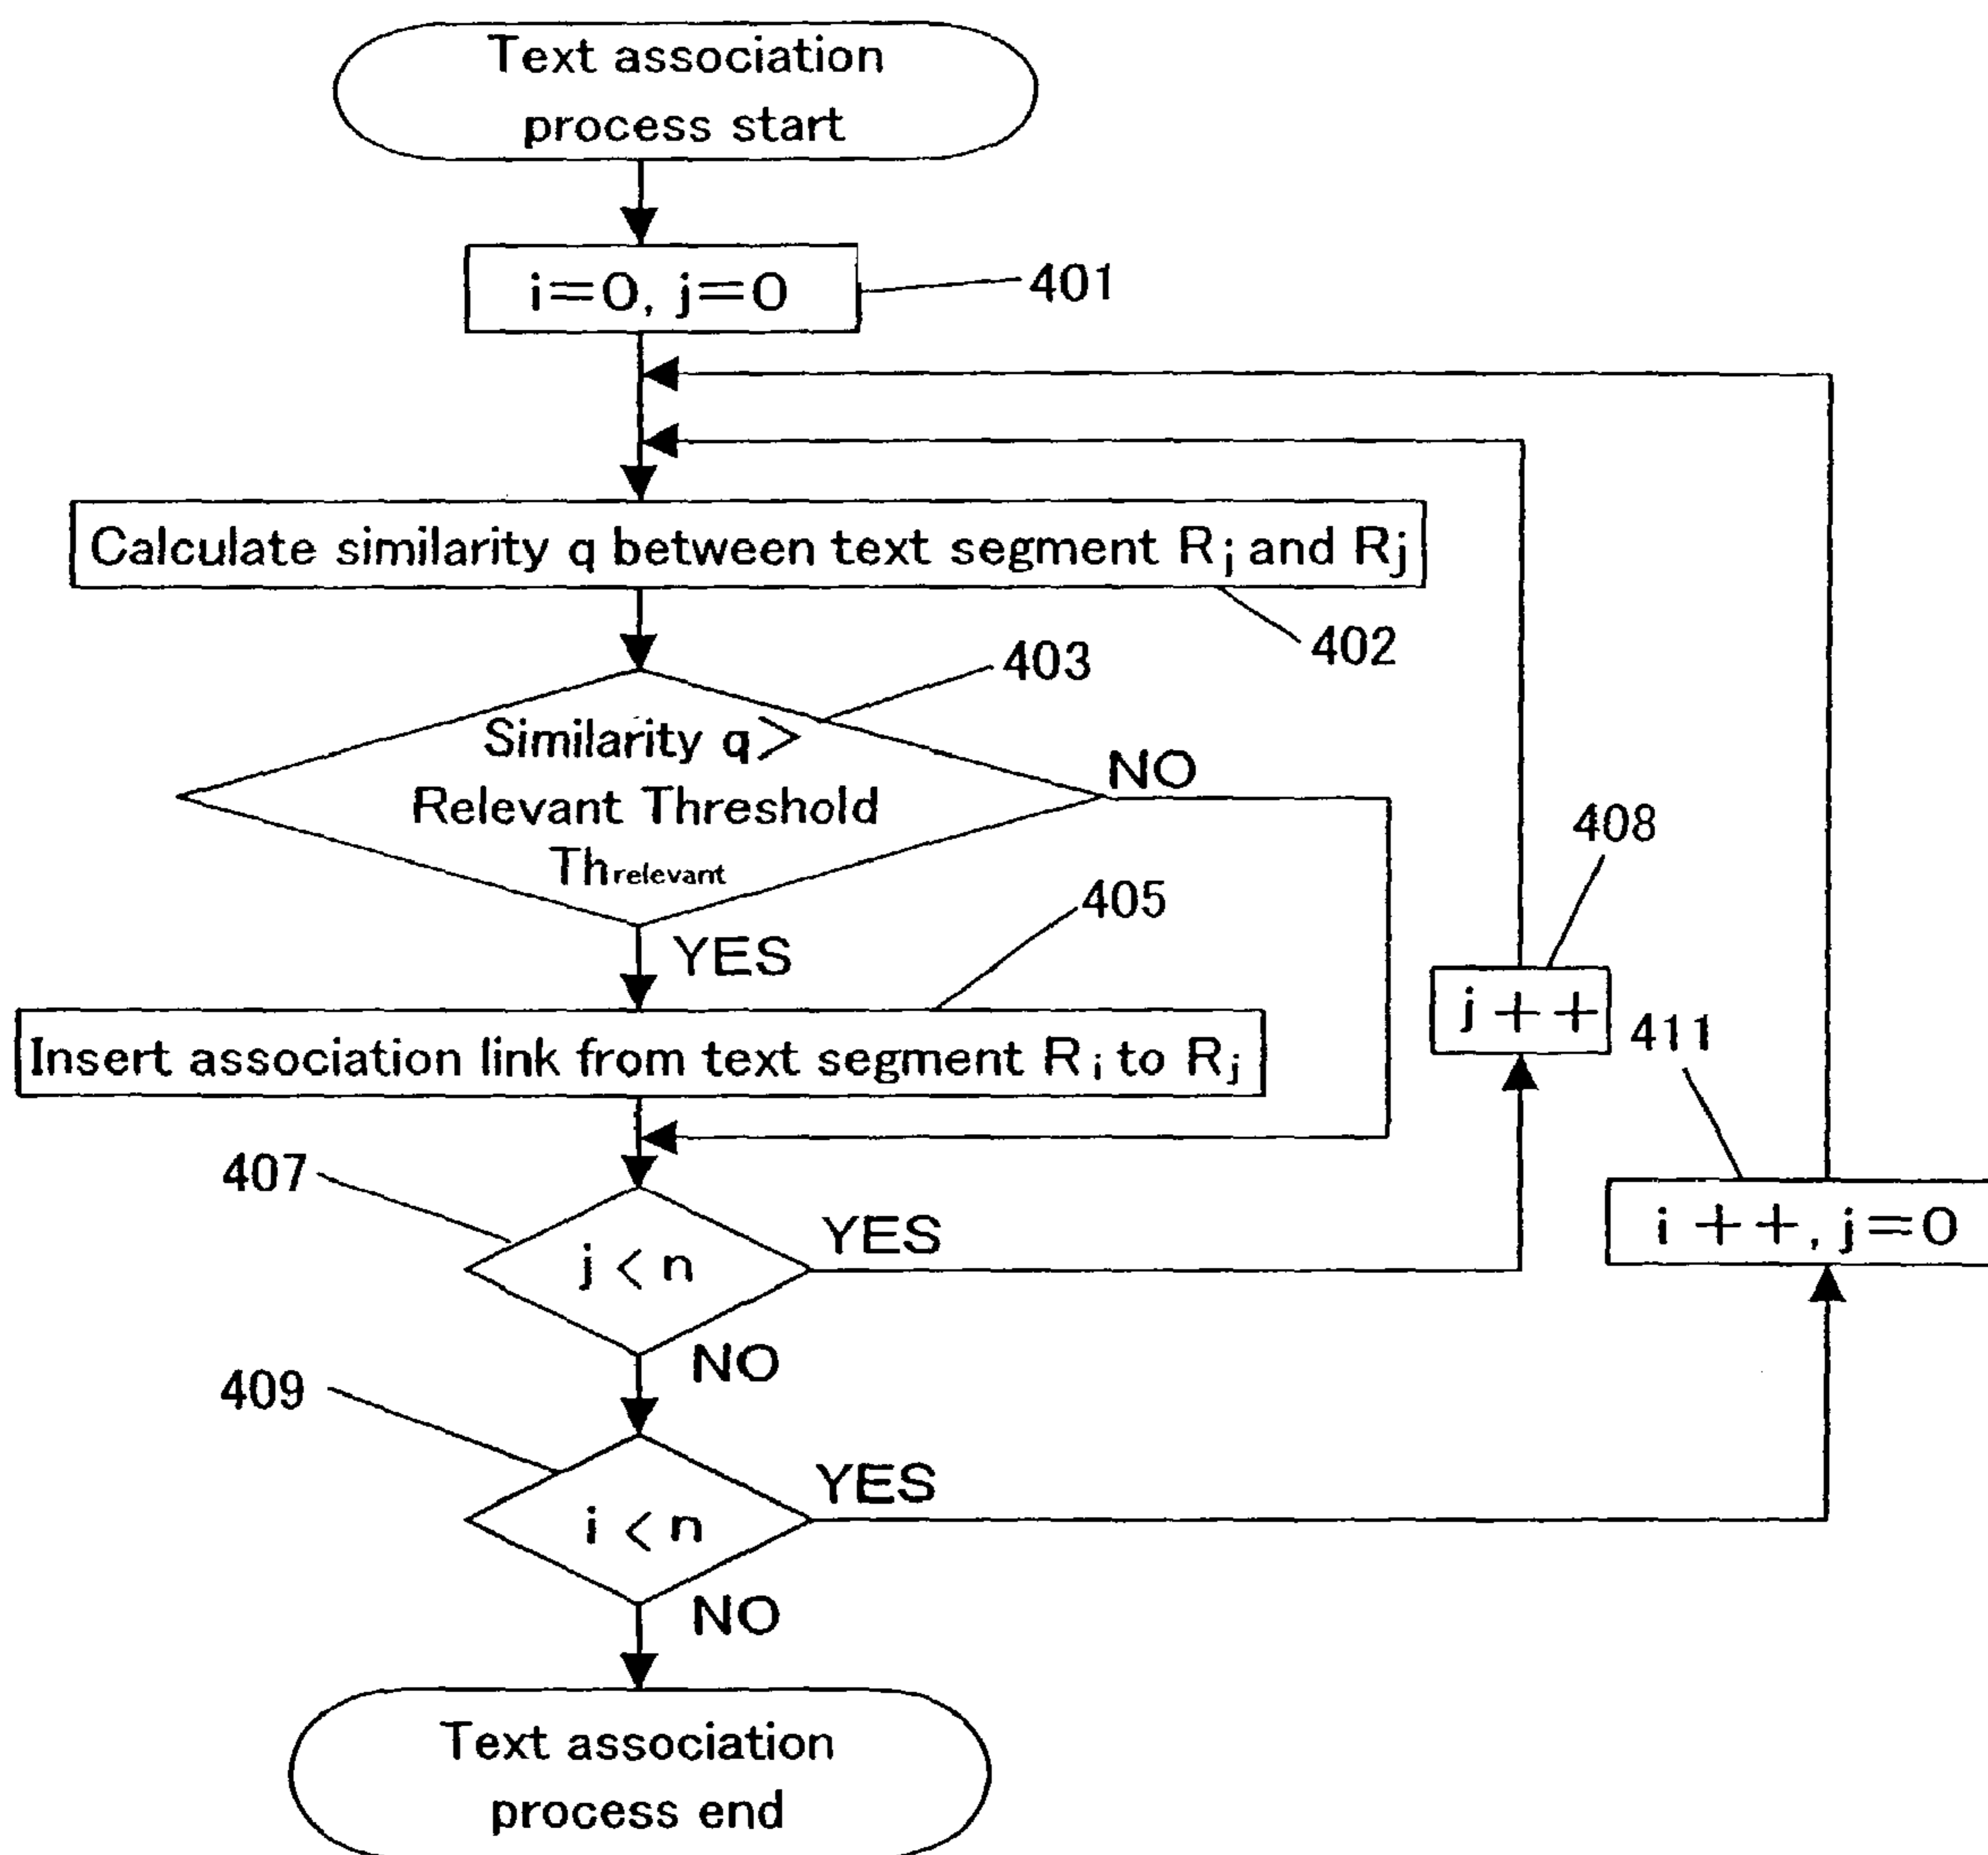 Text association
process start
i=0, j=0
401
Calculate similarity q between text segment Rj and Rj
402
403
Similarity q>
Relevant Threshold
Threlevant
NO
YES
405
Insert association link from text segment Ri to Rj
408
j++
411
i++, j=0
407
j<n
YES
NO
409
i<n
YES
NO
Text association
process end